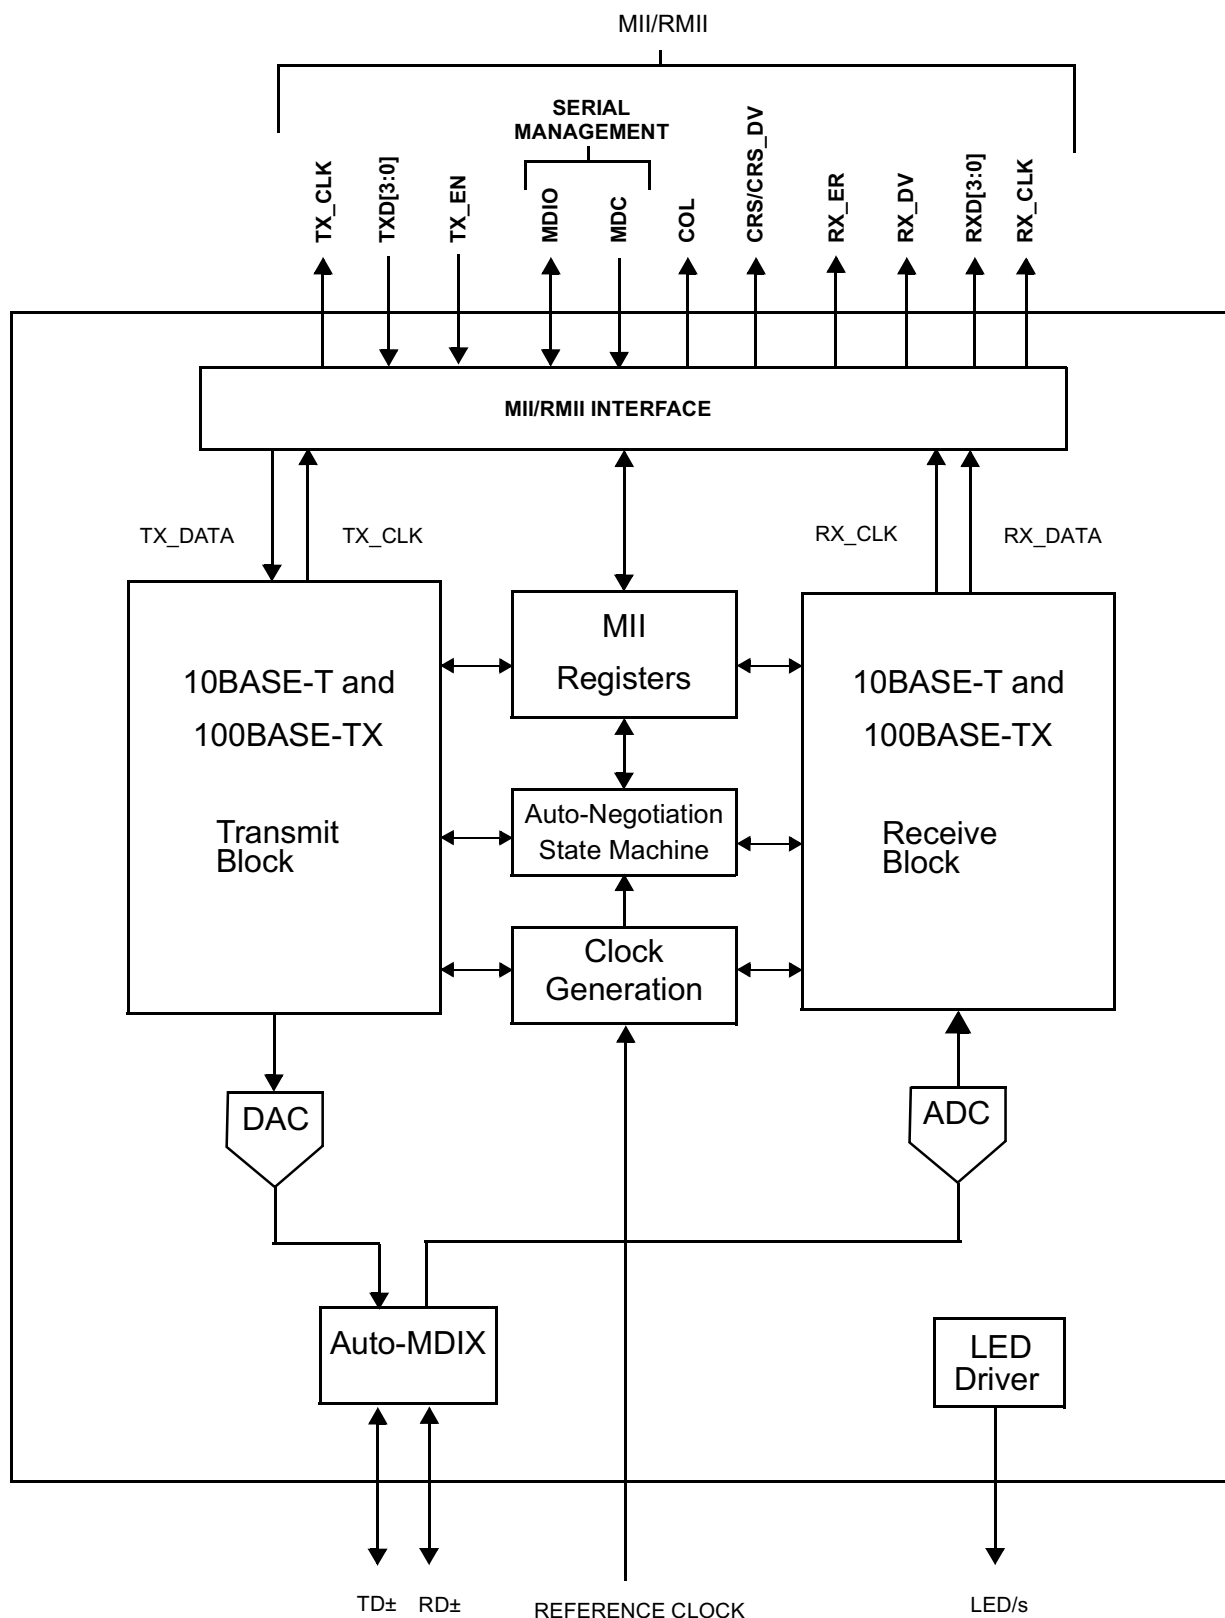 MII/RMII
SERIAL
MANAGEMENT
TX_CLK
TXD[3:0]
TX_EN
MDIO
MDC
COL
CRS/CRS_DV
RX_ER
RX_DV
RXD[3:0]
RX_CLK
MII/RMII INTERFACE
TX_DATA
TX_CLK
RX_CLK
RX_DATA
10BASE-T and
100BASE-TX
Transmit
Block
MII
Registers
Auto-Negotiation
State Machine
Clock
Generation
10BASE-T and
100BASE-TX
Receive
Block
DAC
ADC
Auto-MDIX
LED
Driver
TD±
RD±
REFERENCE CLOCK
LED/s